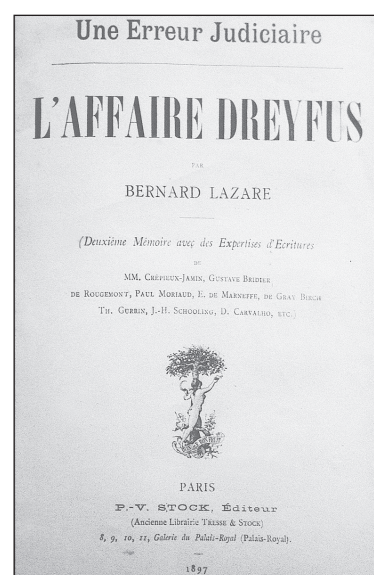 Une Erreur Judiciaire
L'AFFAIRE DREYFUS
PAR
BERNARD LAZARE
(Deuxième Mémoire avec des Expertises d'Ecritures
DE
MM. CRÉPIEUX-JAMIN, GUSTAVE BRIDIER
DE ROUGEMONT, PAUL MORIAUD, E. DE MARNEFFE, DE GRAY BIRCH
TH. GURRIN, J.-H. SCHOOLING, D. CARVALHO, ETC.)
PARIS
P.-V. STOCK, Éditeur
(Ancienne Librairie TRESSE & STOCK)
8, 9, 10, 11, Galerie du Palais-Royal (Palais-Royal).
1897